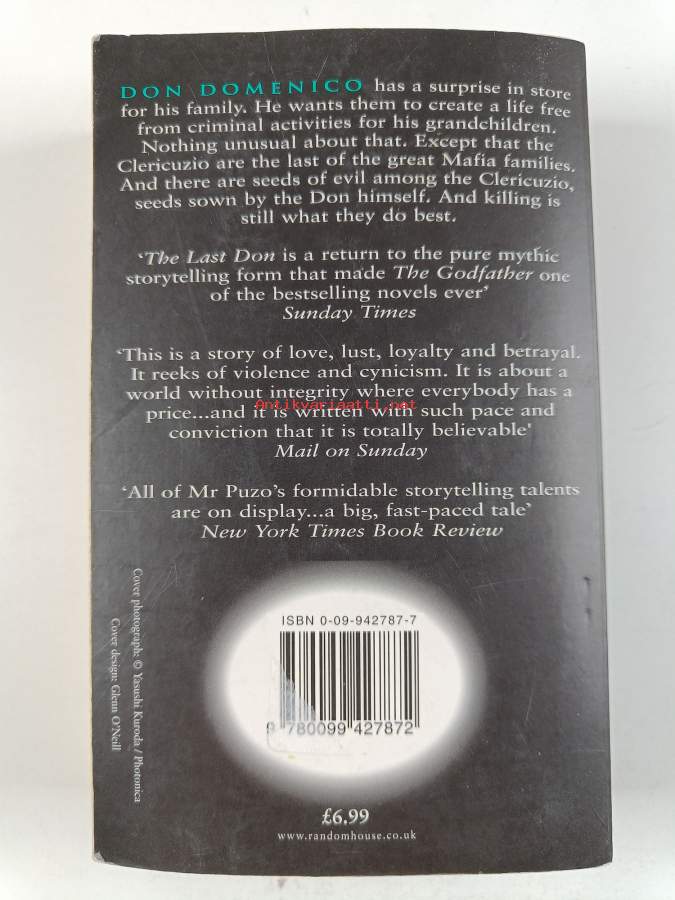 DON DOMENICO has a surprise in store
for his family. He wants them to create a life free
from criminal activities for his grandchildren.
Nothing unusual about that. Except that the
Clericuzio are the last of the great Mafia families.
And there are seeds of evil among the Clericuzio,
seeds sown by the Don himself. And killing is
still what they do best.
‘The Last Don is a return to the pure mythic
storytelling form that made The Godfather one
of the bestselling novels ever’
Sunday Times
‘This is a story of love, lust, loyalty and betrayal.
It reeks of violence and cynicism. It is about a
world without integrity where everybody has a
Antikvariaatti.net
price...and it is written with such pace and
conviction that it is totally believable'
Mail on Sunday
‘All of Mr Puzo’s formidable storytelling talents
are on display...a big, fast-paced tale’
New York Times Book Review
Cover photograph: © Yasushi Kuroda / Photonica
Cover design: Glenn O'Neill
ISBN 0-09-942787-7
9 780099 427872
£6.99
www.randomhouse.co.uk